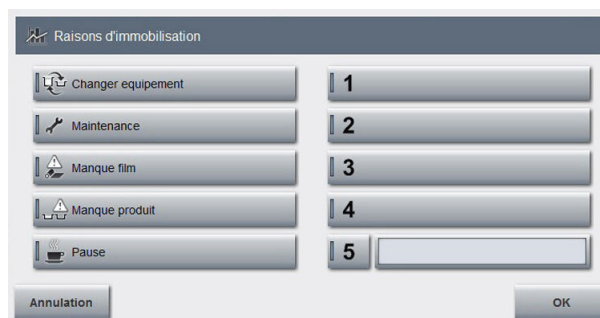 Raisons d'immobilisation
Changer equipement
1
Maintenance
2
Manque film
3
Manque produit
4
Pause
5
Annulation
OK